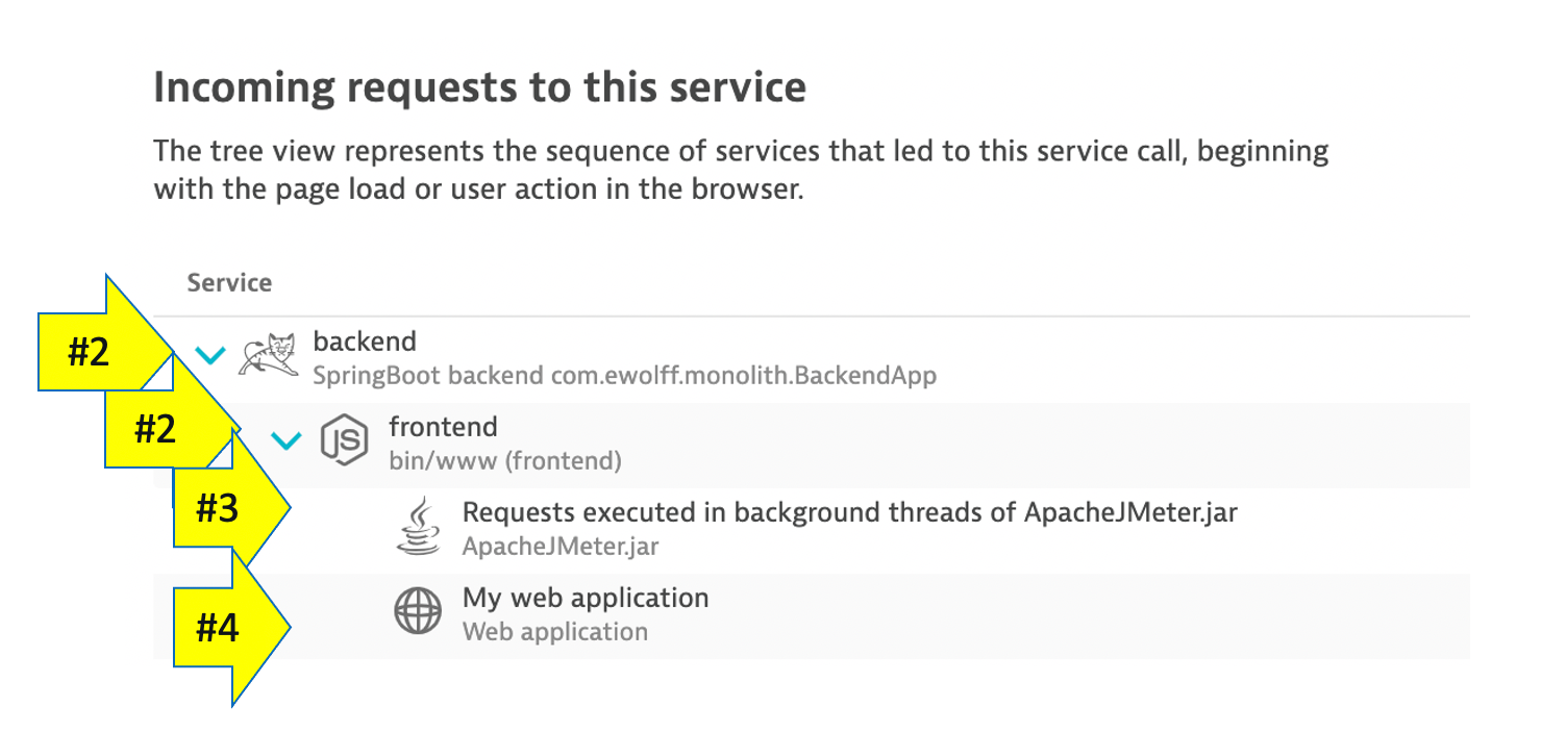 Incoming requests to this service
The tree view represents the sequence of services that led to this service call, beginning
with the page load or user action in the browser.
Service
#2
backend
SpringBoot backend com.ewolff.monolith.BackendApp
#2
frontend
bin/www (frontend)
JS
#3
Requests executed in background threads of ApacheJMeter.jar
ApacheJMeter.jar
#4
My web application
Web application